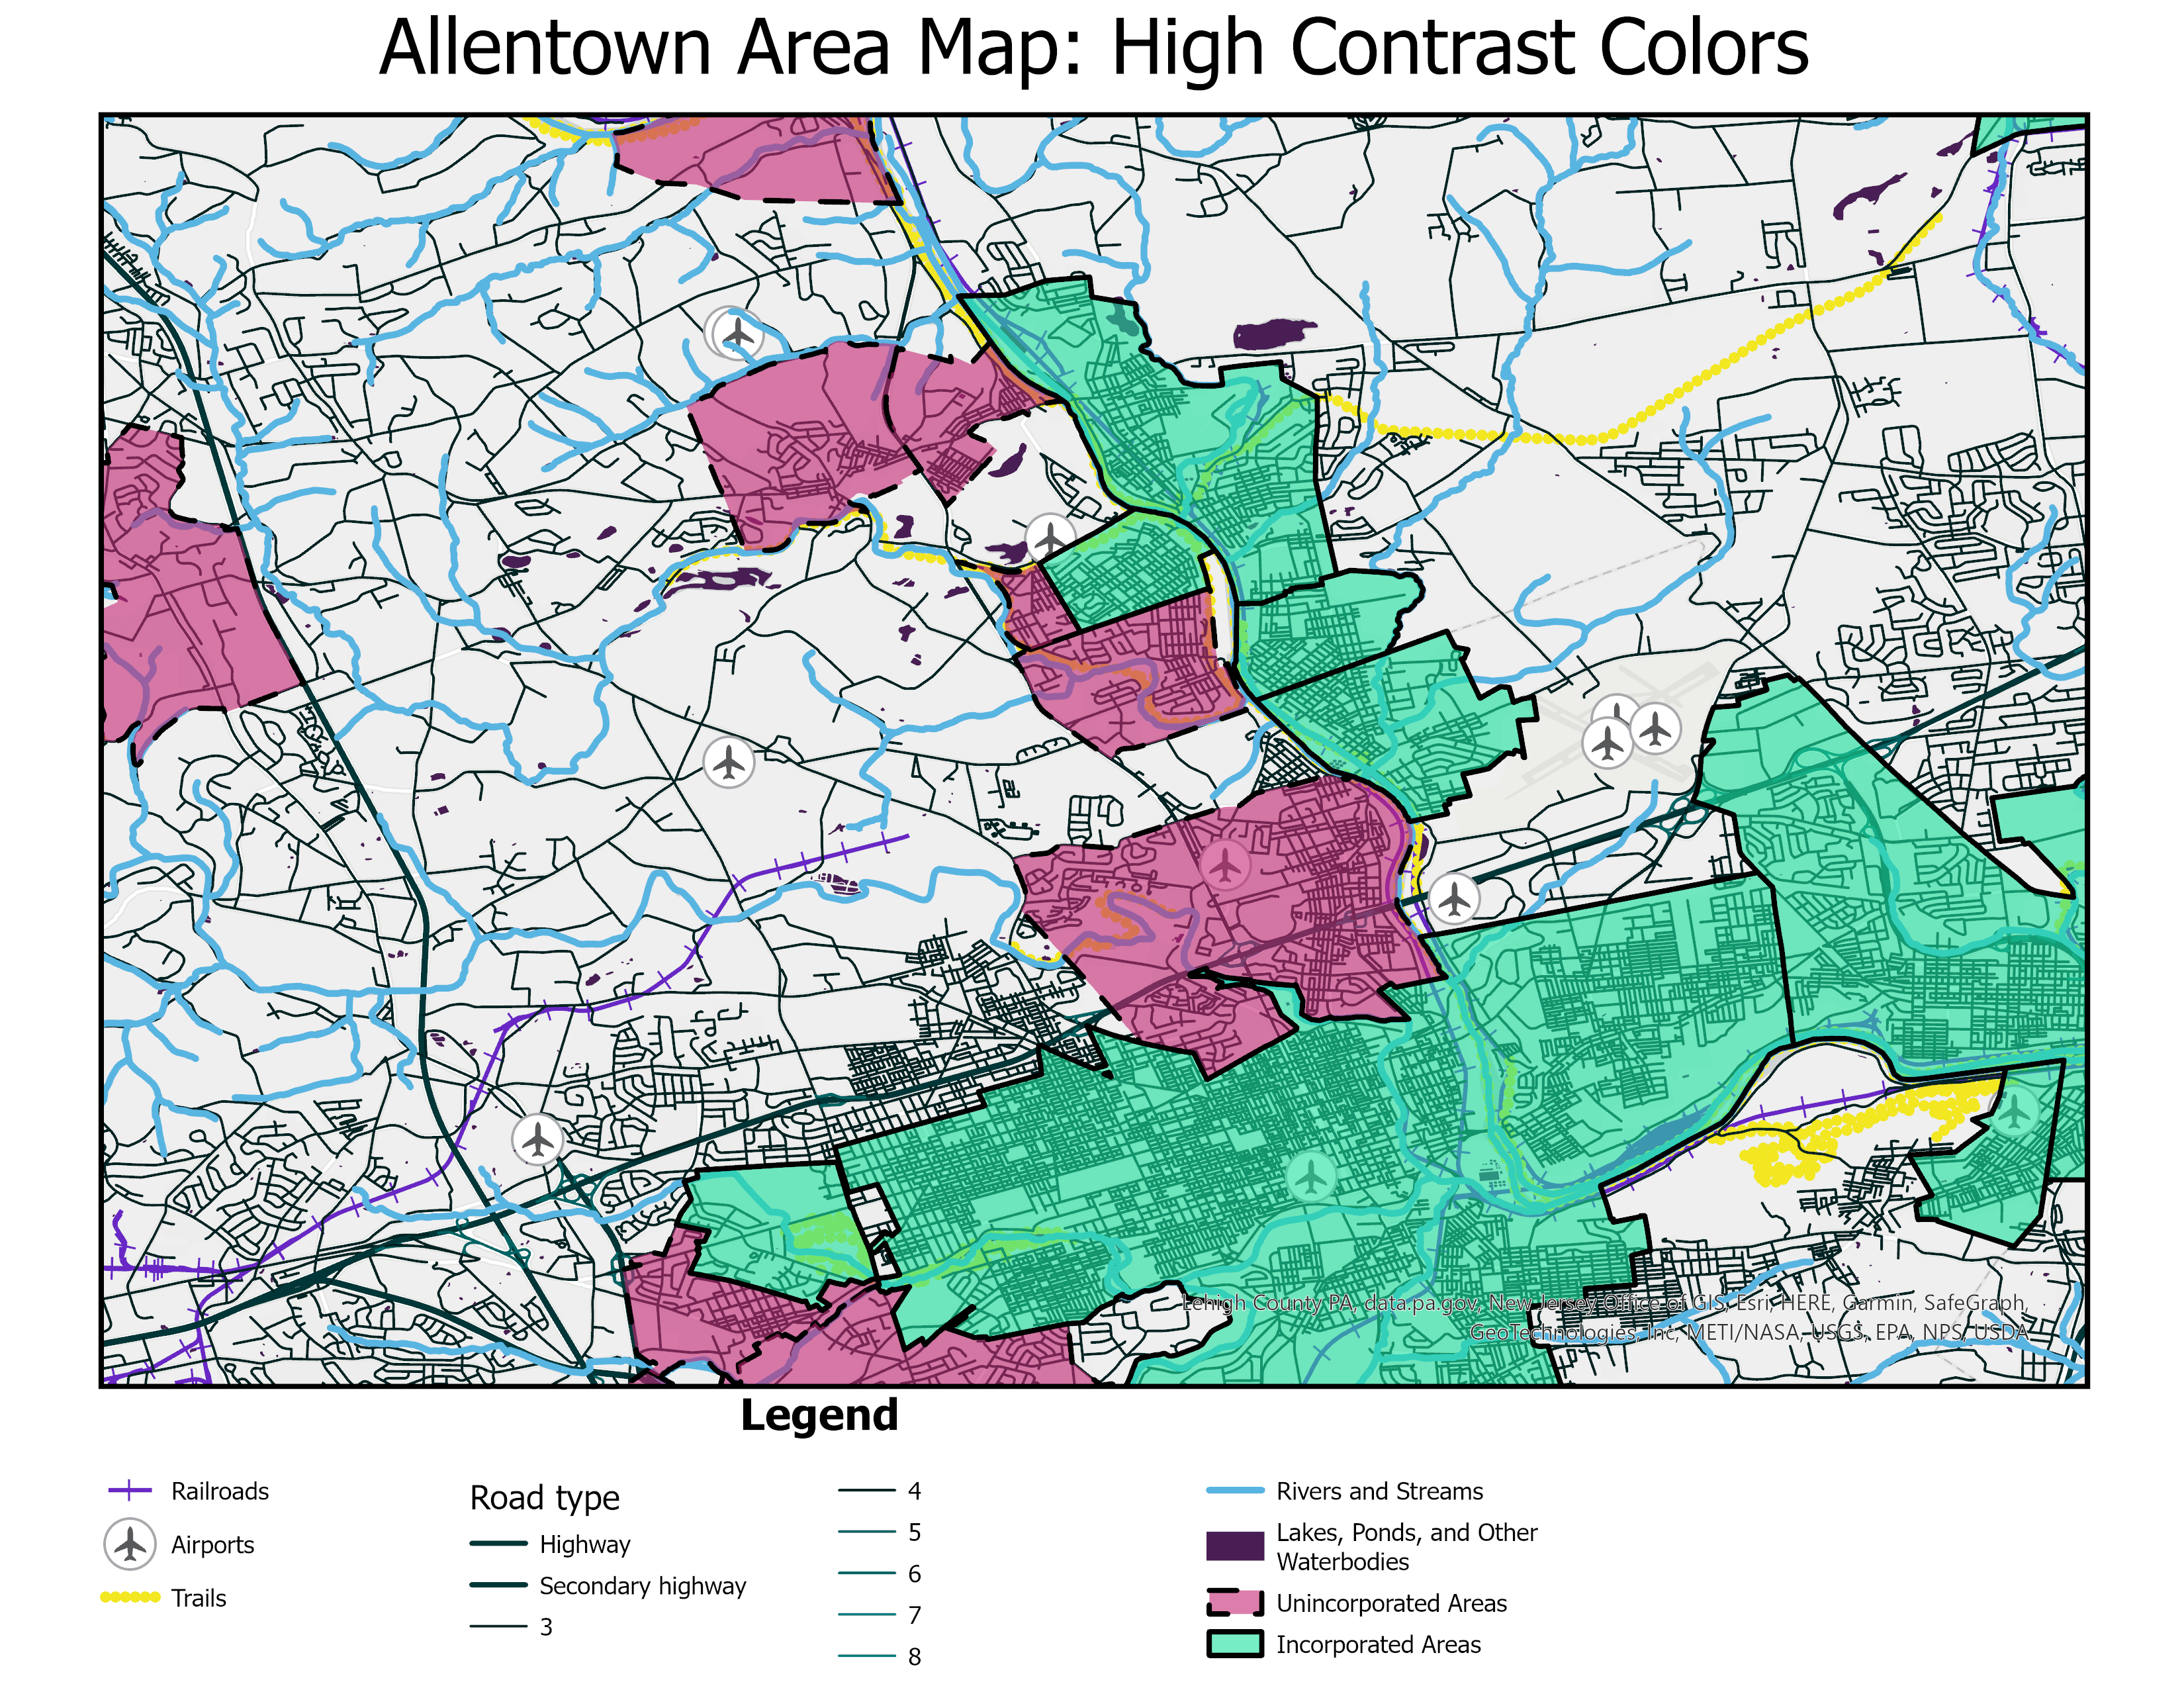 Allentown Area Map: High Contrast Colors
Lehigh County PA, data.pa.gov, New Jersey Office of GIS, Esri, HERE, Garmin, SafeGraph,
GeoTechnologies, Inc, METI/NASA, USGS, EPA, NPS, USDA
Legend
Railroads
Airports
Trails
Road type
Highway
Secondary highway
3
4
5
6
7
8
Rivers and Streams
Lakes, Ponds, and Other
Waterbodies
Unincorporated Areas
Incorporated Areas